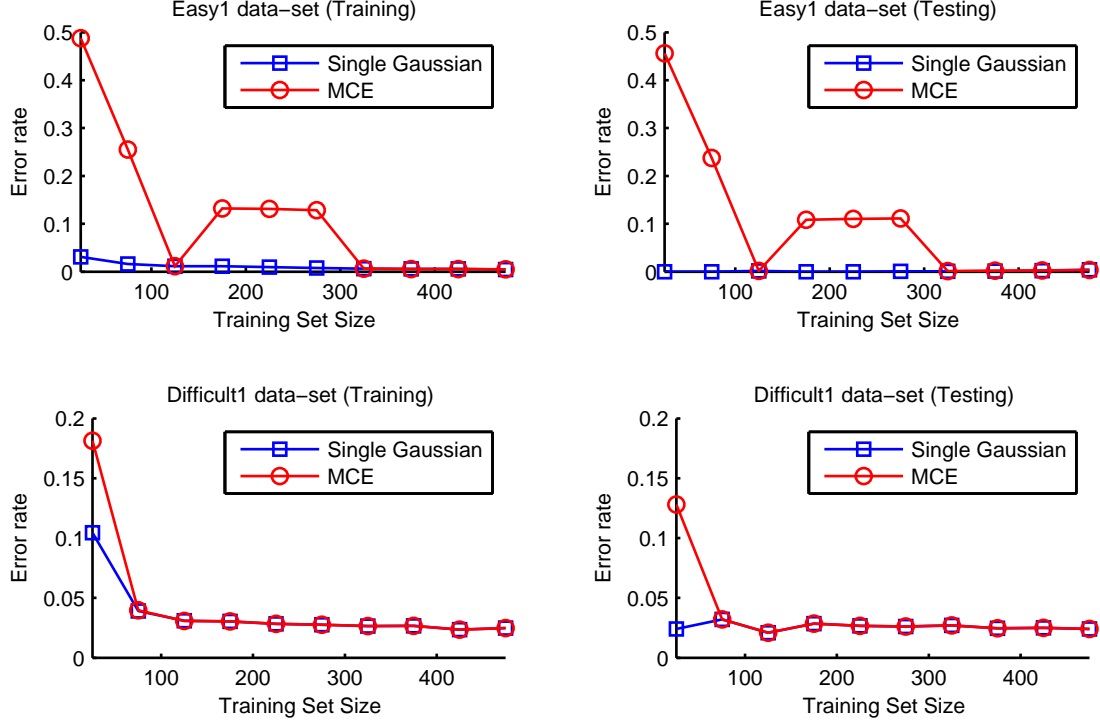 Easy1 data-set (Training)
0.5
0.4
0.3
0.2
0.1
0
Error rate
Single Gaussian
MCE
100
200
300
400
Training Set Size
Easy1 data-set (Testing)
0.5
0.4
0.3
0.2
0.1
0
Error rate
Single Gaussian
MCE
100
200
300
400
Training Set Size
Difficult1 data-set (Training)
0.2
0.15
0.1
0.05
0
Error rate
Single Gaussian
MCE
100
200
300
400
Training Set Size
Difficult1 data-set (Testing)
0.2
0.15
0.1
0.05
0
Error rate
Single Gaussian
MCE
100
200
300
400
Training Set Size